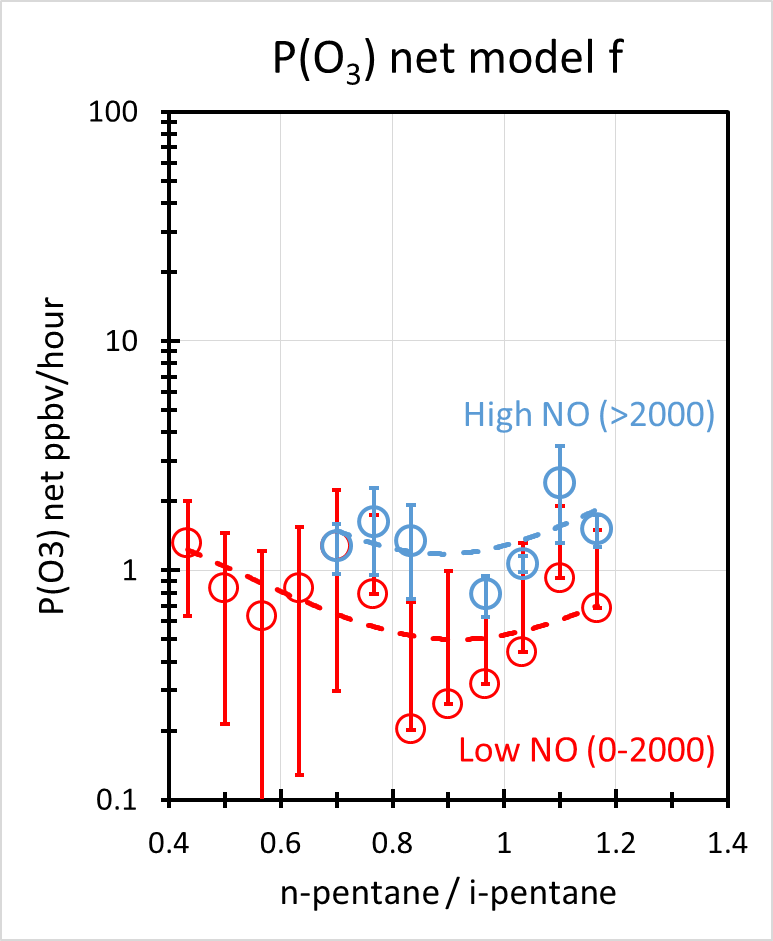 P(O₃) net model f
100
10
1
0.1
P(O3) net ppbv/hour
High NO (>2000)
Low NO (0-2000)
0.4 0.6 0.8 1 1.2 1.4
n-pentane / i-pentane